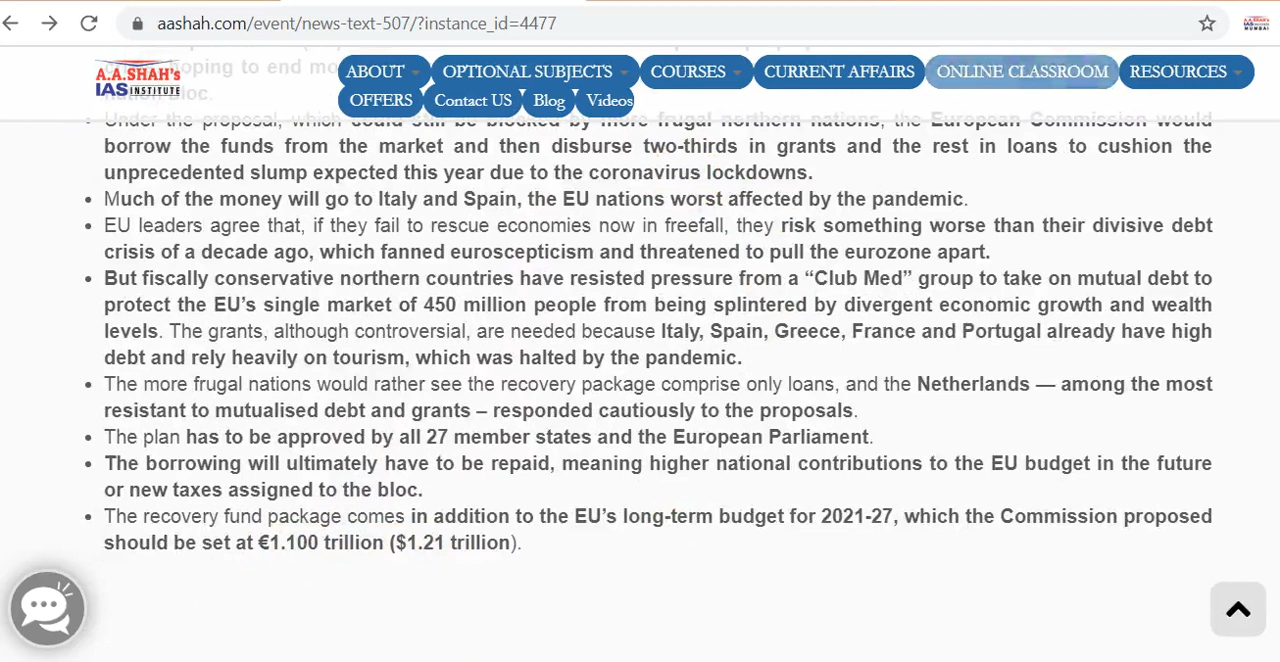 aashah.com/event/news-text-507/?instance_id=4477
A.A.SHAH's
IAS INSTITUTE
ABOUT
OPTIONAL SUBJECTS
COURSES
CURRENT AFFAIRS
ONLINE CLASSROOM
RESOURCES
OFFERS
Contact US
Blog
Videos
hoping to end mo
nation bloc.
Under the proposal, which could still be blocked by more frugal northern nations, the European Commission would
borrow the funds from the market and then disburse two-thirds in grants and the rest in loans to cushion the
unprecedented slump expected this year due to the coronavirus lockdowns.
Much of the money will go to Italy and Spain, the EU nations worst affected by the pandemic.
EU leaders agree that, if they fail to rescue economies now in freefall, they risk something worse than their divisive debt
crisis of a decade ago, which fanned euroscepticism and threatened to pull the eurozone apart.
But fiscally conservative northern countries have resisted pressure from a “Club Med” group to take on mutual debt to
protect the EU’s single market of 450 million people from being splintered by divergent economic growth and wealth
levels. The grants, although controversial, are needed because Italy, Spain, Greece, France and Portugal already have high
debt and rely heavily on tourism, which was halted by the pandemic.
The more frugal nations would rather see the recovery package comprise only loans, and the Netherlands — among the most
resistant to mutualised debt and grants – responded cautiously to the proposals.
The plan has to be approved by all 27 member states and the European Parliament.
The borrowing will ultimately have to be repaid, meaning higher national contributions to the EU budget in the future
or new taxes assigned to the bloc.
The recovery fund package comes in addition to the EU’s long-term budget for 2021-27, which the Commission proposed
should be set at €1.100 trillion ($1.21 trillion).